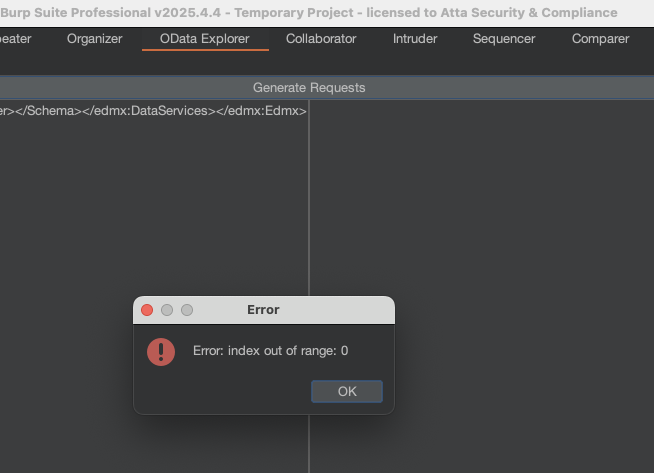 Burp Suite Professional v2025.4.4 - Temporary Project - licensed to Atta Security & Compliance
eater Organizer OData Explorer Collaborator Intruder Sequencer Comparer
Generate Requests
er></Schema></edmx:DataServices></edmx:Edmx>
Error
Error: index out of range: 0
OK